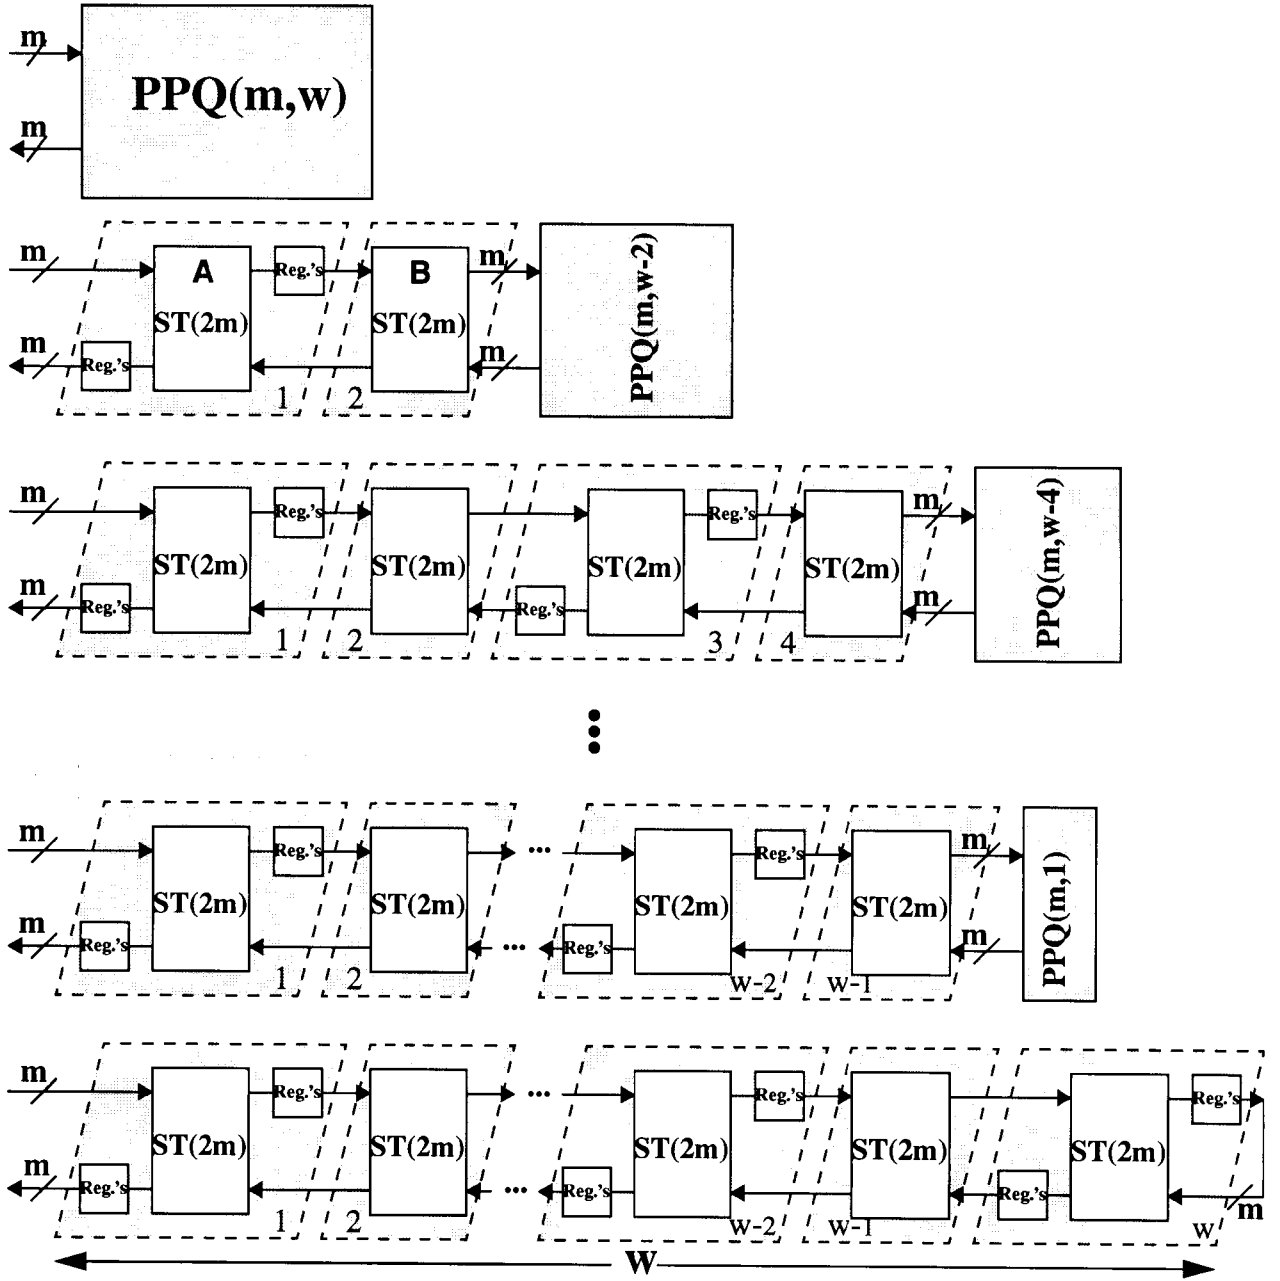 m
PPQ(m,w)
m
m A Reg.'s B m
ST(2m) ST(2m) PPQ(m,w-2)
m Reg.'s m
1 2
m Reg.'s Reg.'s m
ST(2m) ST(2m) ST(2m) ST(2m) PPQ(m,w-4)
m Reg.'s Reg.'s m
1 2 3 4
m Reg.'s ... Reg.'s m
ST(2m) ST(2m) ST(2m) ST(2m) PPQ(m,1)
m Reg.'s ... Reg.'s m
1 2 w-2 w-1
m Reg.'s ... Reg.'s Reg.'s
ST(2m) ST(2m) ST(2m) ST(2m) ST(2m)
m Reg.'s ... Reg.'s Reg.'s m
1 2 w-2 w-1 w
W